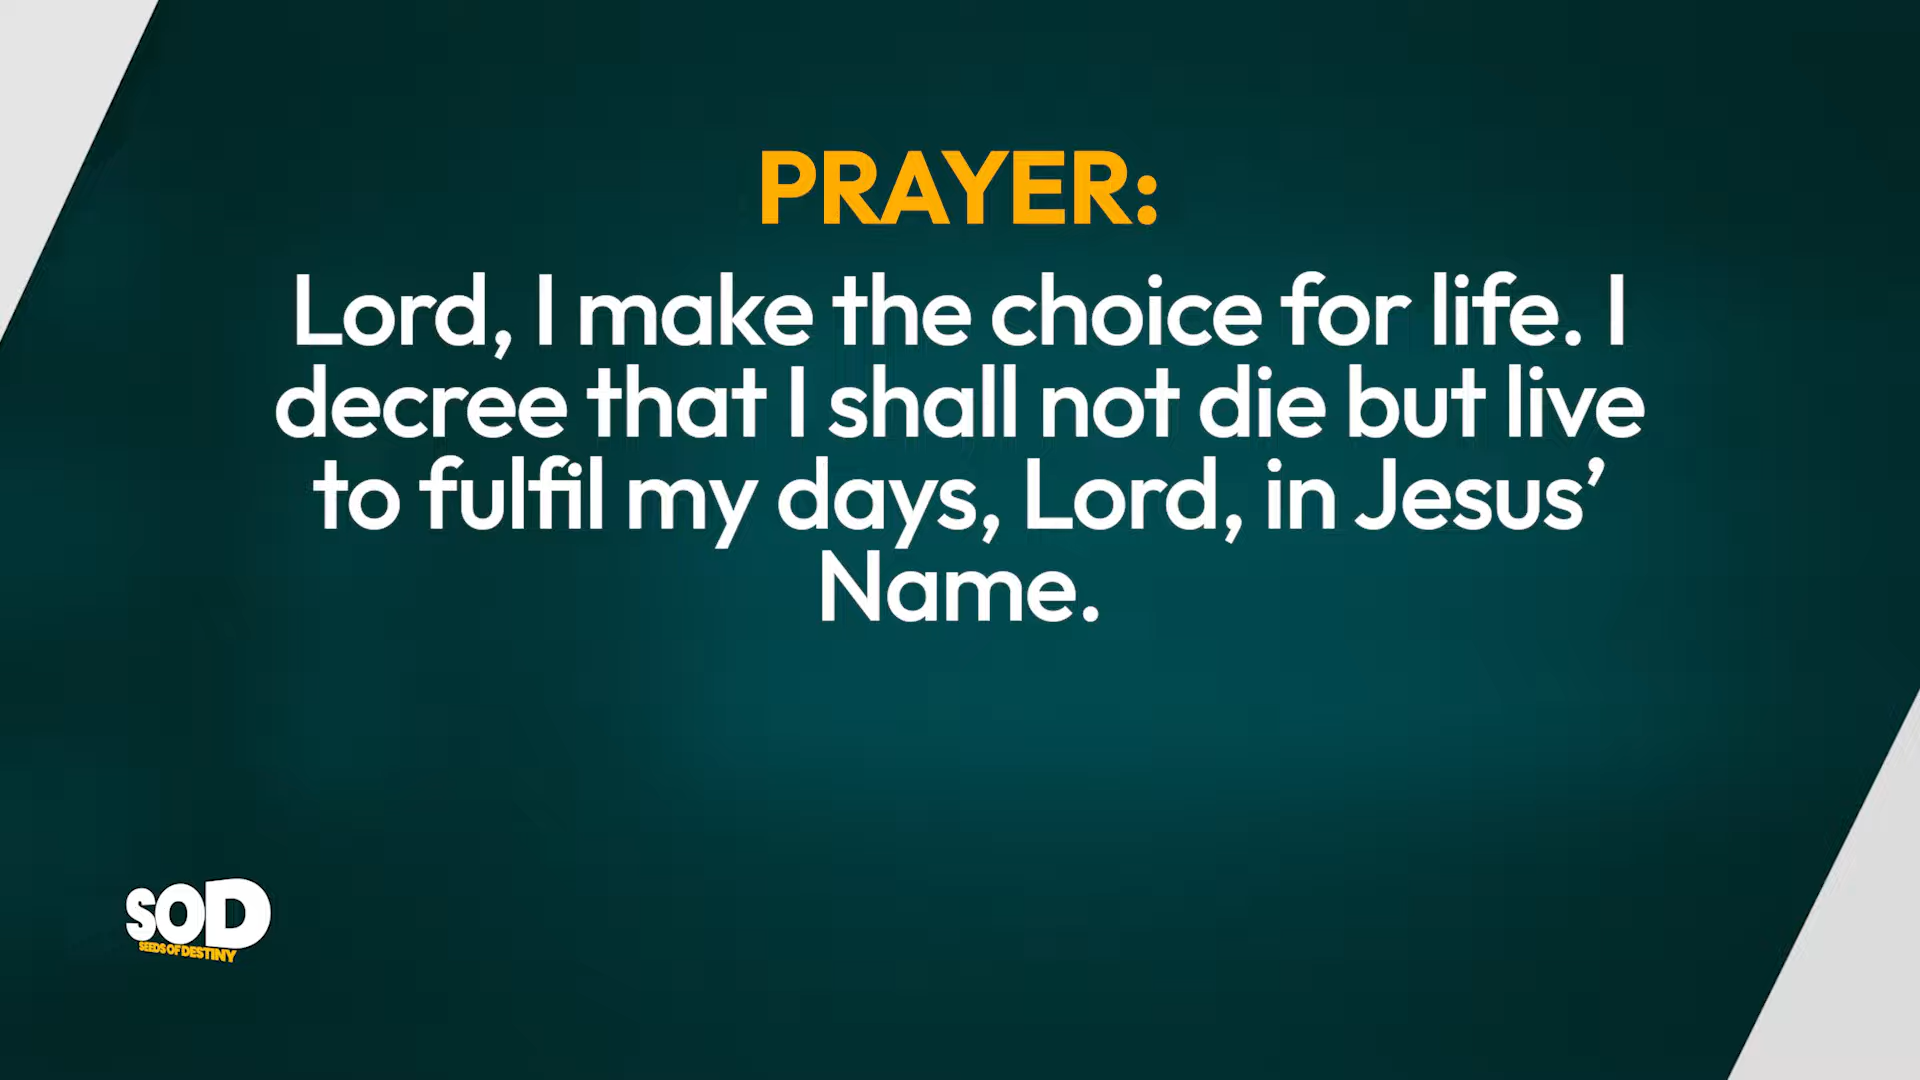 PRAYER:
Lord, I make the choice for life. I
decree that I shall not die but live
to fulfil my days, Lord, in Jesus’
Name.
SOD
SEEDS OF DESTINY